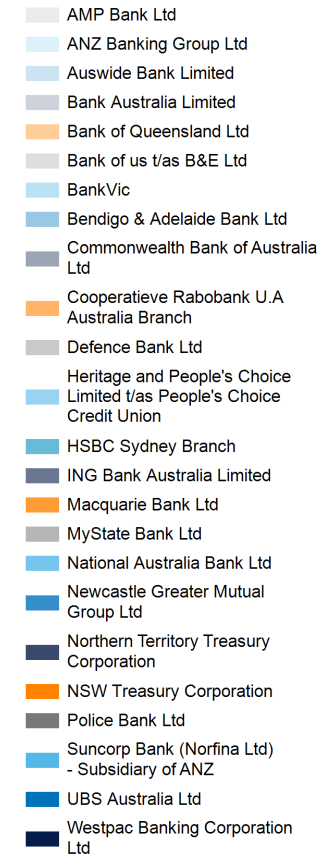 AMP Bank Ltd
ANZ Banking Group Ltd
Auswide Bank Limited
Bank Australia Limited
Bank of Queensland Ltd
Bank of us t/as B&E Ltd
BankVic
Bendigo & Adelaide Bank Ltd
Commonwealth Bank of Australia
Ltd
Cooperatieve Rabobank U.A
Australia Branch
Defence Bank Ltd
Heritage and People's Choice
Limited t/as People's Choice
Credit Union
HSBC Sydney Branch
ING Bank Australia Limited
Macquarie Bank Ltd
MyState Bank Ltd
National Australia Bank Ltd
Newcastle Greater Mutual
Group Ltd
Northern Territory Treasury
Corporation
NSW Treasury Corporation
Police Bank Ltd
Suncorp Bank (Norfina Ltd)
- Subsidiary of ANZ
UBS Australia Ltd
Westpac Banking Corporation
Ltd